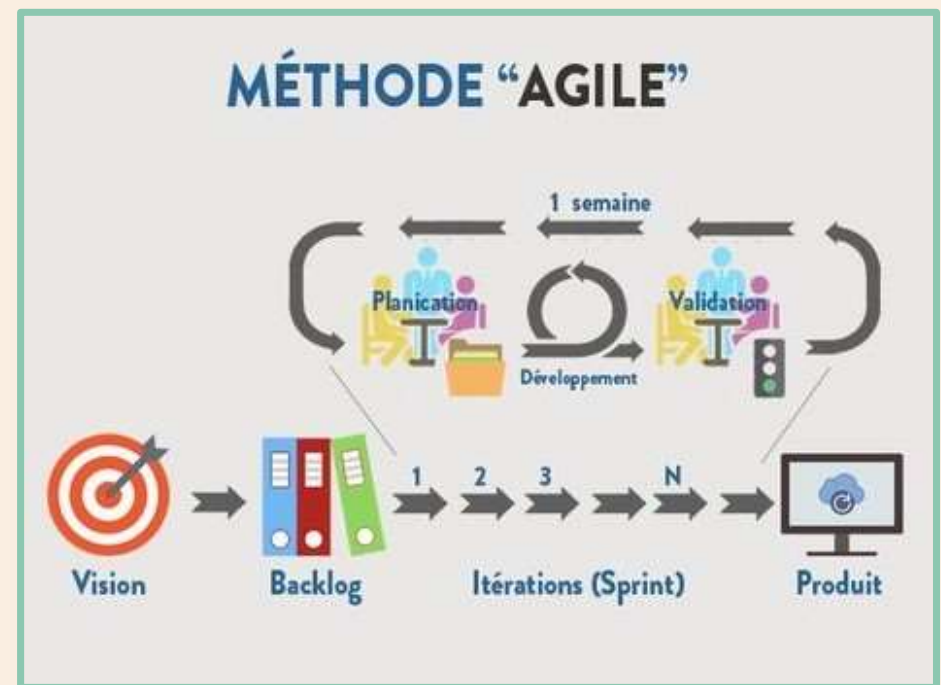 MÉTHODE “AGILE”
1 semaine
Planication
Validation
Développement
1 2 3 N
Vision
Backlog
Itérations (Sprint)
Produit